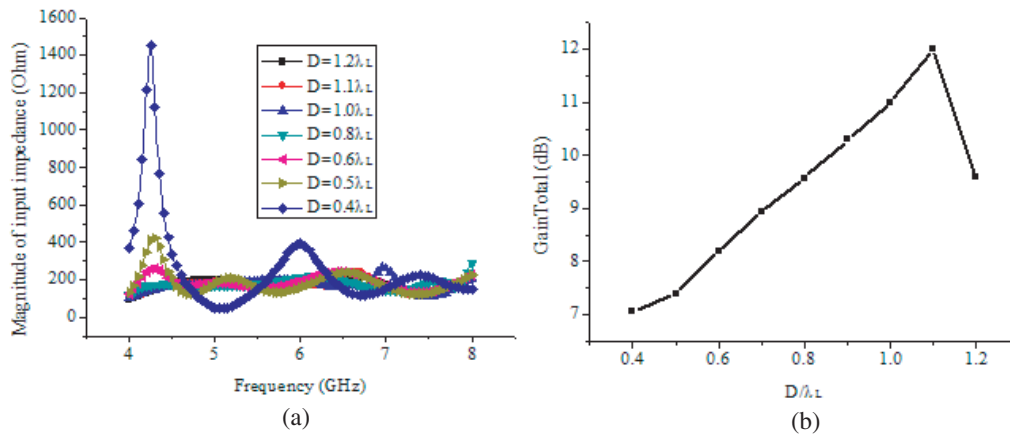 1600
1400
1200
1000
800
600
400
200
0
Magnitude of input impedance (Ohm)
D=1.2λL
D=1.1λL
D=1.0λL
D=0.8λL
D=0.6λL
D=0.5λL
D=0.4λL
4 5 6 7 8
Frequency (GHz)
(a)
12
11
10
9
8
7
GainTotal (dB)
0.4 0.6 0.8 1.0 1.2
D/λL
(b)